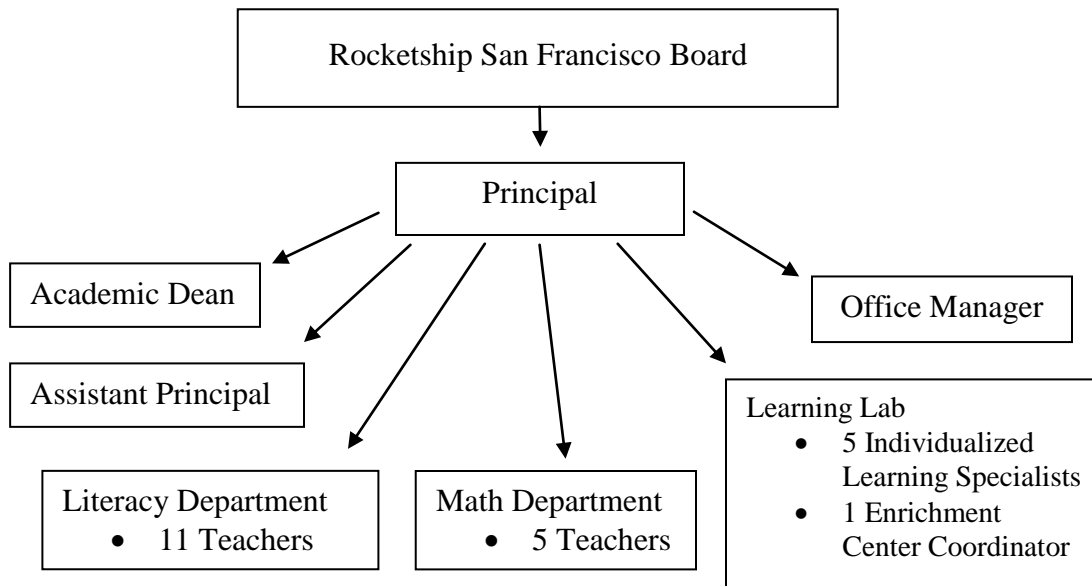 Rocketship San Francisco Board
Principal
Academic Dean
Office Manager
Assistant Principal
Learning Lab
• 5 Individualized
Learning Specialists
• 1 Enrichment
Center Coordinator
Literacy Department
• 11 Teachers
Math Department
• 5 Teachers